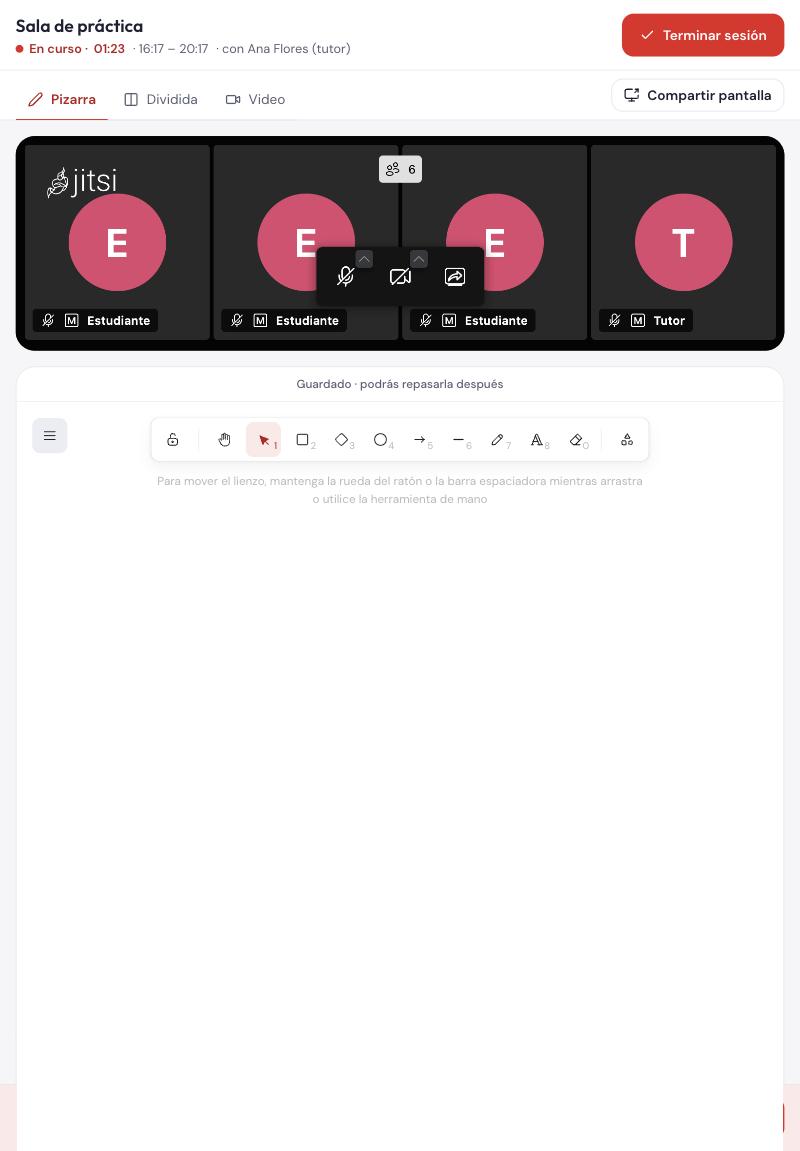 Sala de práctica
En curso · 01:23 · 16:17 – 20:17 · con Ana Flores (tutor)
Terminar sesión
Pizarra
Dividida
Video
Compartir pantalla
jitsi
6
E
E
E
T
M Estudiante
M Estudiante
M Estudiante
M Tutor
Guardado · podrás repasarla después
1 2 3 4 5 6 7 A 8 0
Para mover el lienzo, mantenga la rueda del ratón o la barra espaciadora mientras arrastra
o utilice la herramienta de mano